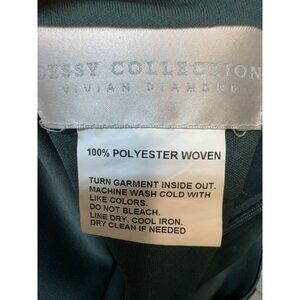 DESSY COLLECTION
VIVIAN DIAMOND
100% POLYESTER WOVEN
TURN GARMENT INSIDE OUT.
MACHINE WASH COLD WITH
LIKE COLORS.
DO NOT BLEACH.
LINE DRY. COOL IRON.
DRY CLEAN IF NEEDED